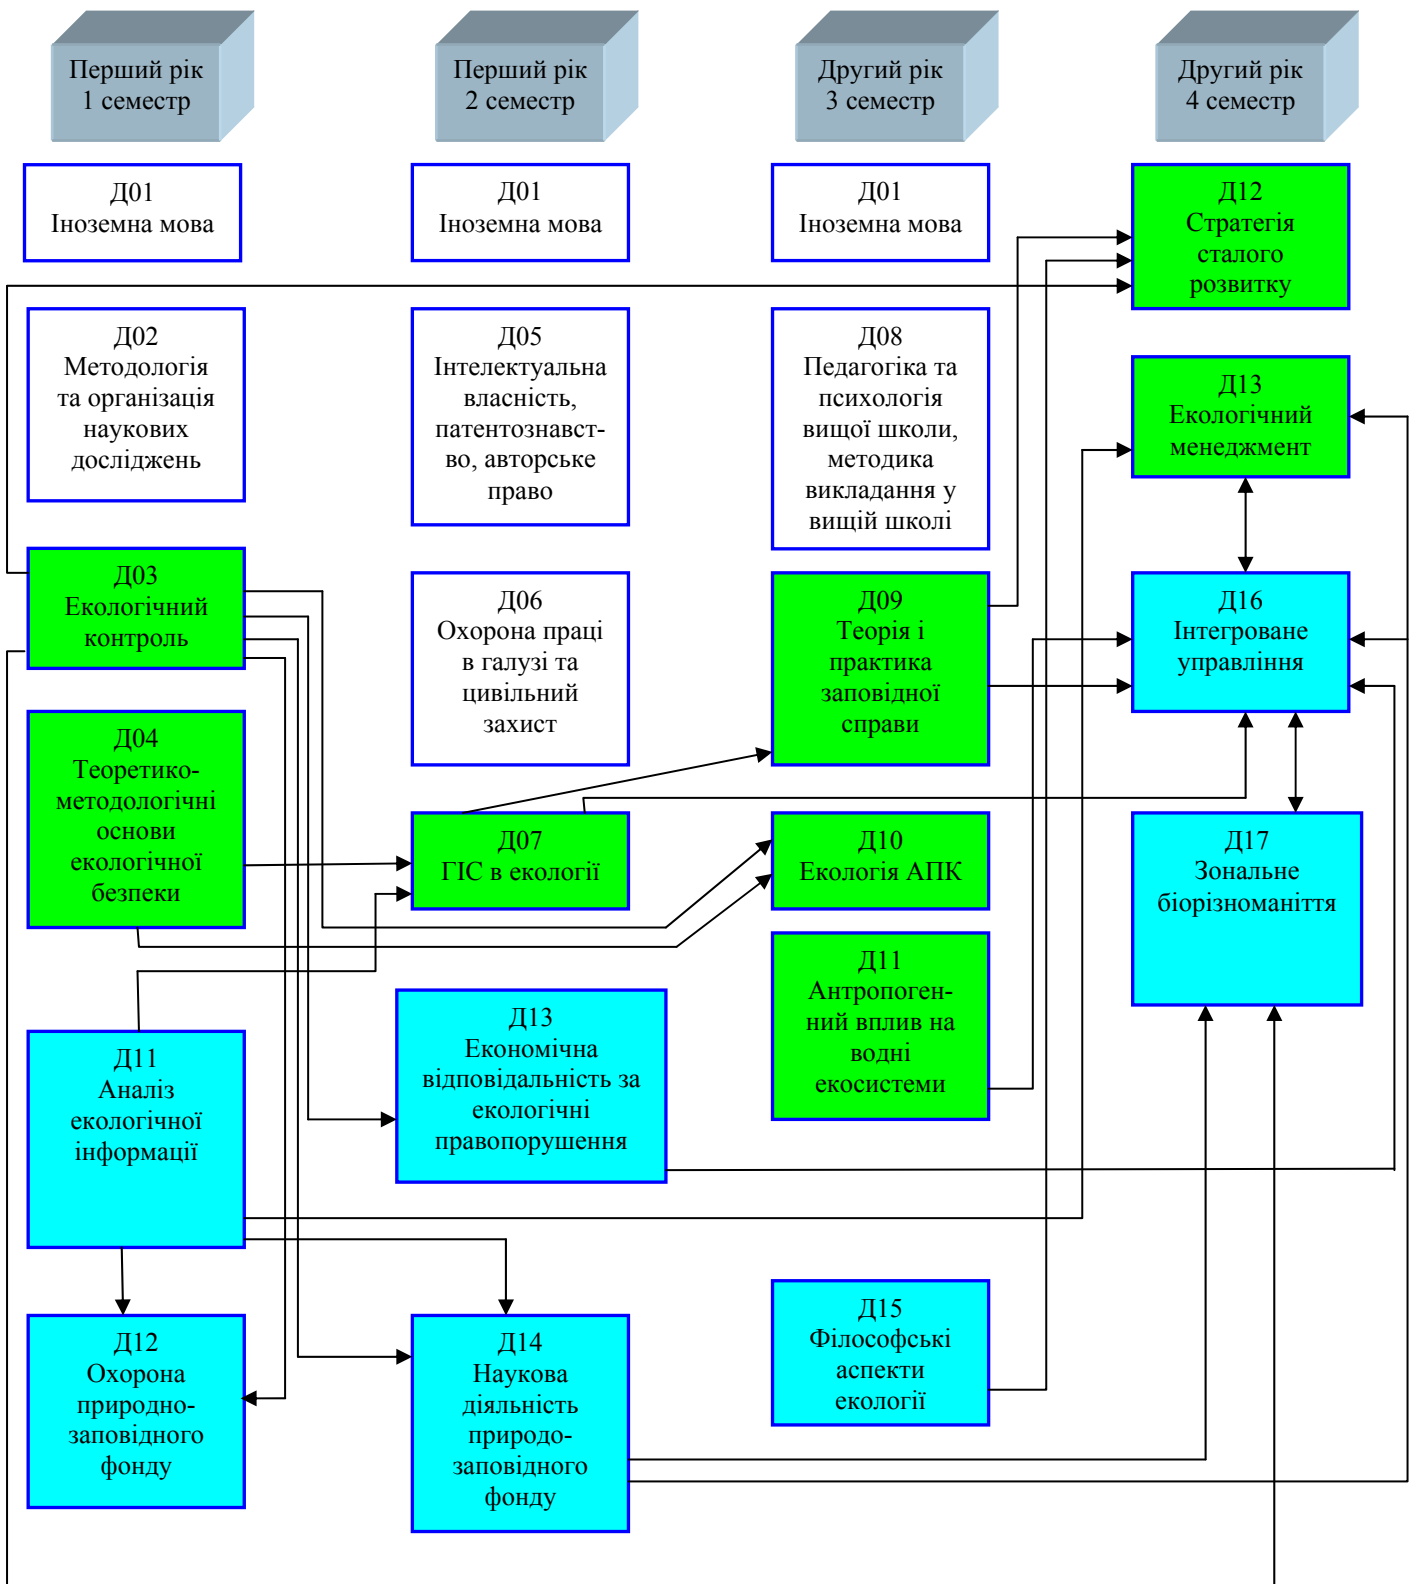 Перший рік
1 семестр
Перший рік
2 семестр
Другий рік
3 семестр
Другий рік
4 семестр
Д01
Іноземна мова
Д01
Іноземна мова
Д01
Іноземна мова
Д12
Стратегія
сталого
розвитку
Д02
Методологія
та організація
наукових
досліджень
Д05
Інтелектуальна
власність,
патентознавст-
во, авторське
право
Д08
Педагогіка та
психологія
вищої школи,
методика
викладання у
вищій школі
Д13
Екологічний
менеджмент
Д03
Екологічний
контроль
Д06
Охорона праці
в галузі та
цивільний
захист
Д09
Теорія і
практика
заповідної
справи
Д16
Інтегроване
управління
Д04
Теоретико-
методологічні
основи
екологічної
безпеки
Д07
ГІС в екології
Д10
Екологія АПК
Д17
Зональне
біорізноманіття
Д11
Антропоген-
ний вплив на
водні
екосистеми
Д11
Аналіз
екологічної
інформації
Д13
Економічна
відповідальність за
екологічні
правопорушення
Д12
Охорона
природно-
заповідного
фонду
Д14
Наукова
діяльність
природо-
заповідного
фонду
Д15
Філософські
аспекти
екології